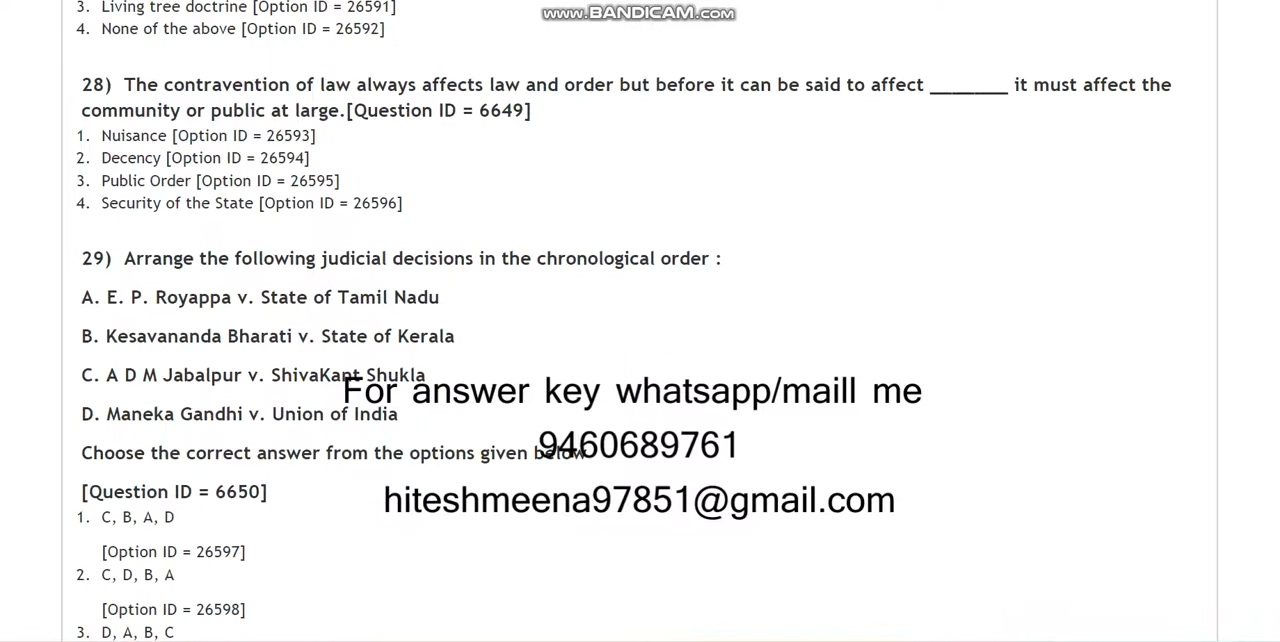 3. Living tree doctrine [Option ID = 26591]
www.BANDICAM.com
4. None of the above [Option ID = 26592]
28) The contravention of law always affects law and order but before it can be said to affect ________ it must affect the
community or public at large.[Question ID = 6649]
1. Nuisance [Option ID = 26593]
2. Decency [Option ID = 26594]
3. Public Order [Option ID = 26595]
4. Security of the State [Option ID = 26596]
29) Arrange the following judicial decisions in the chronological order :
A. E. P. Royappa v. State of Tamil Nadu
B. Kesavananda Bharati v. State of Kerala
C. A D M Jabalpur v. ShivaKant Shukla
For answer key whatsapp/maill me
D. Maneka Gandhi v. Union of India
Choose the correct answer from the options given below
9460689761
[Question ID = 6650]
hiteshmeena97851@gmail.com
1. C, B, A, D
[Option ID = 26597]
2. C, D, B, A
[Option ID = 26598]
3. D, A, B, C